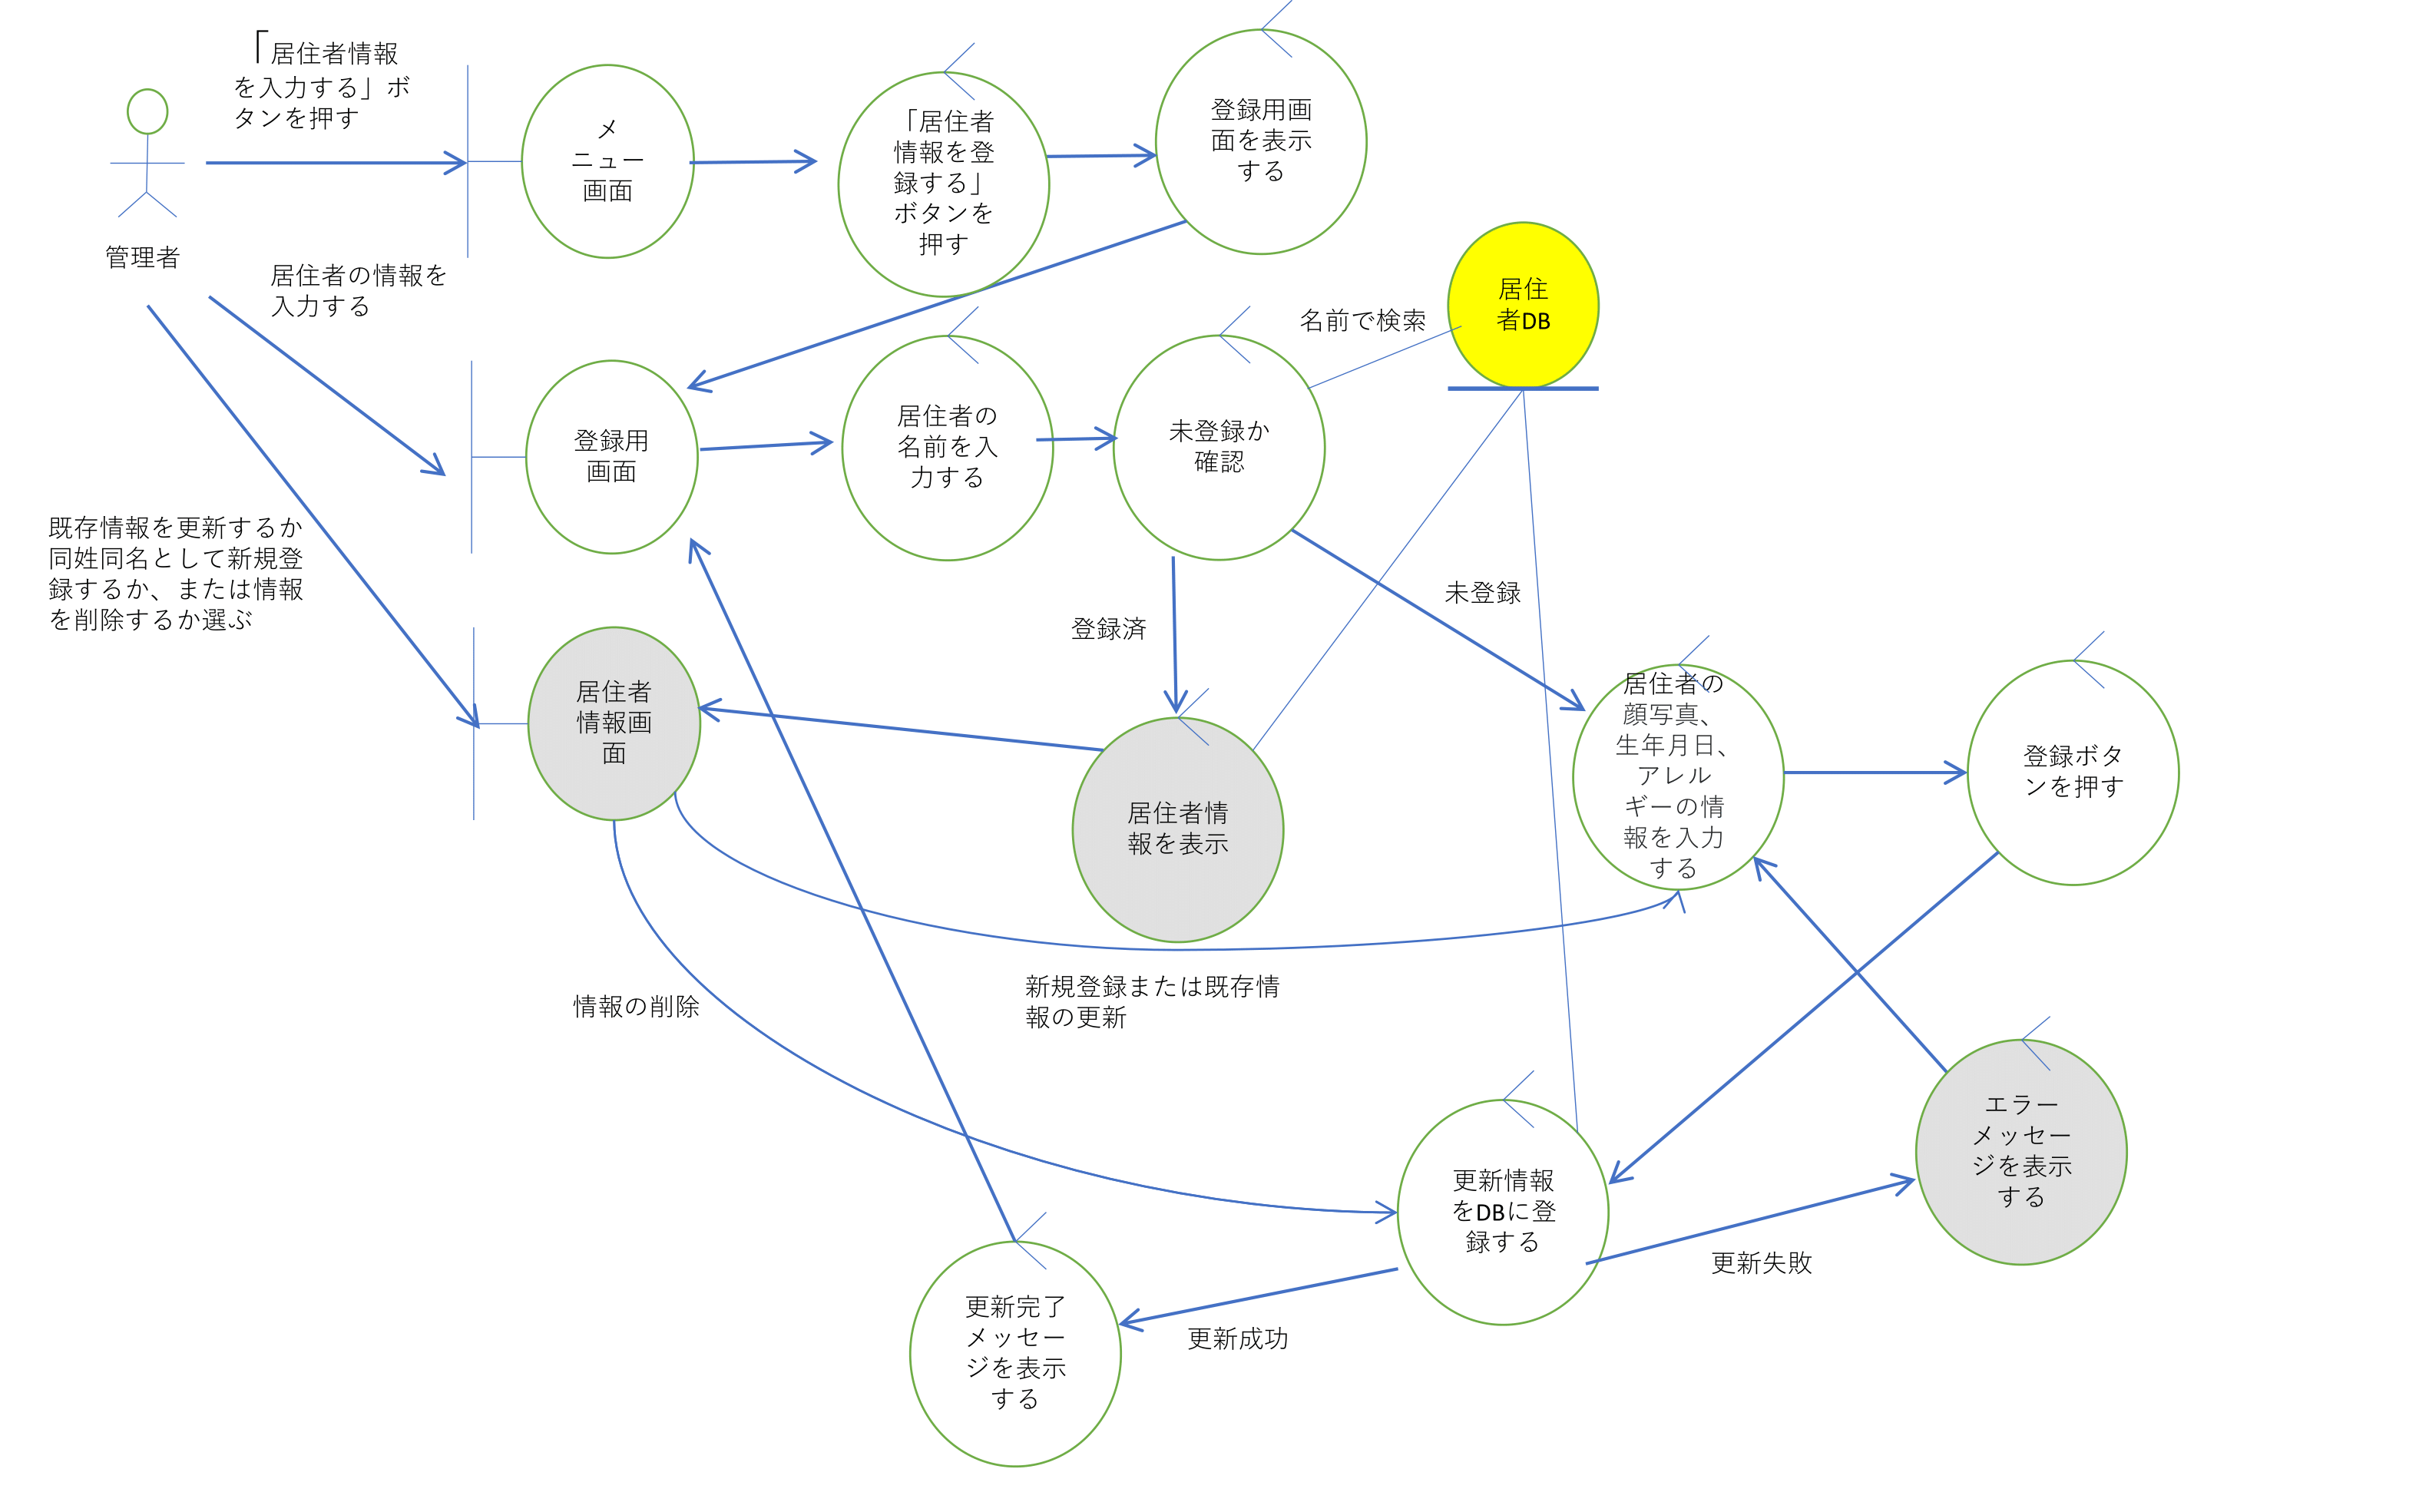 「居住者情報
を入力する」ボ
タンを押す
管理者
メ
ニュー
画面
「居住者
情報を登
録する」
ボタンを
押す
登録用画
面を表示
する
居住者の情報を
入力する
登録用
画面
居住者の
名前を入
力する
未登録か
確認
名前で検索
居住
者DB
既存情報を更新するか
同姓同名として新規登
録するか、または情報
を削除するか選ぶ
居住者
情報画
面
登録済
未登録
居住者情
報を表示
居住者の
顔写真、
生年月日、
アレル
ギーの情
報を入力
する
登録ボタ
ンを押す
情報の削除
新規登録または既存情
報の更新
更新情報
をDBに登
録する
エラー
メッセー
ジを表示
する
更新失敗
更新成功
更新完了
メッセー
ジを表示
する